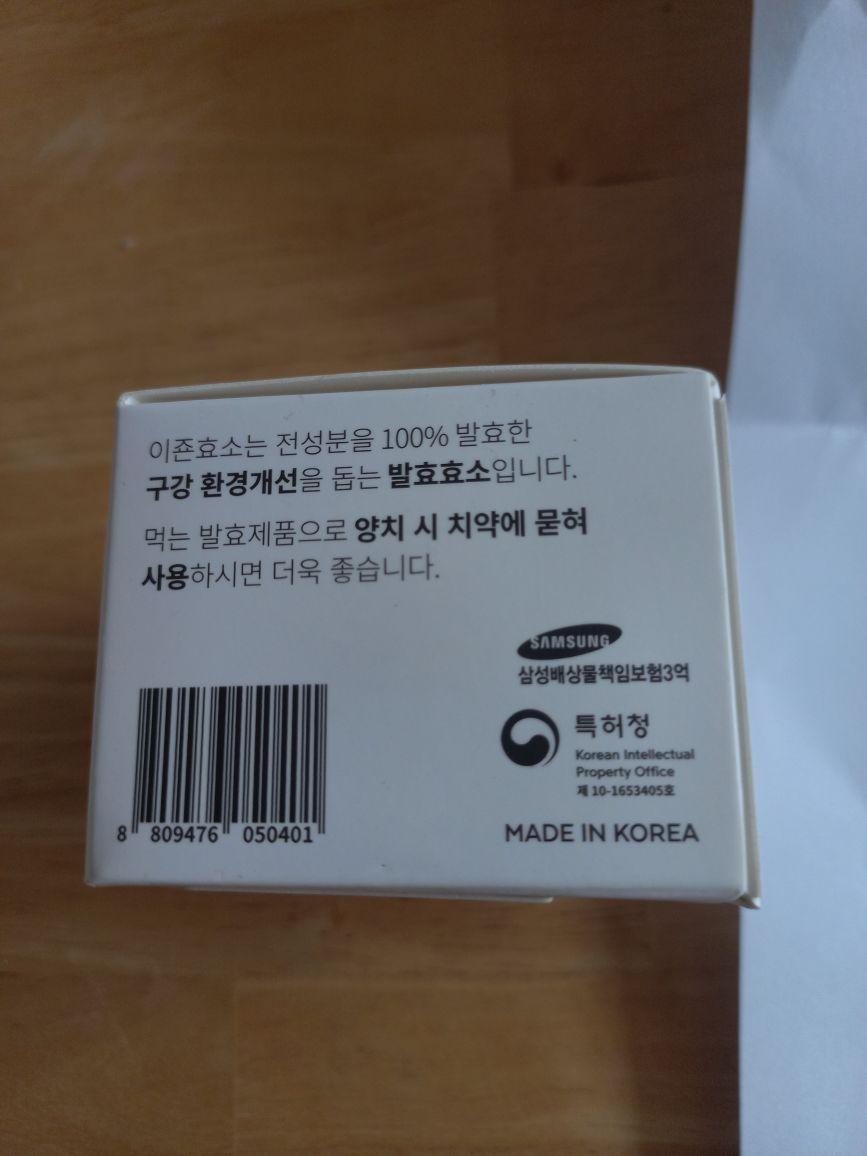 이죤효소는 전성분을 100% 발효한
구강 환경개선을 돕는 발효효소입니다.
먹는 발효제품으로 양치 시 치약에 묻혀
사용하시면 더욱 좋습니다.
SAMSUNG
삼성배상물책임보험3억
특허청
Korean Intellectual
Property Office
제 10-1653405호
8 809476 050401
MADE IN KOREA